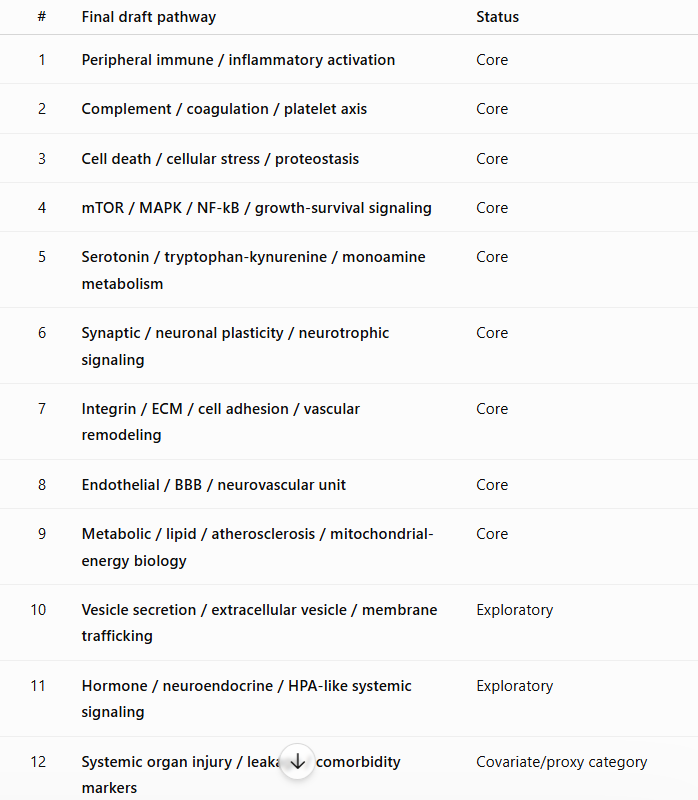 # Final draft pathway Status
1 Peripheral immune / inflammatory activation Core
2 Complement / coagulation / platelet axis Core
3 Cell death / cellular stress / proteostasis Core
4 mTOR / MAPK / NF-kB / growth-survival signaling Core
5 Serotonin / tryptophan-kynurenine / monoamine Core
metabolism
6 Synaptic / neuronal plasticity / neurotrophic Core
signaling
7 Integrin / ECM / cell adhesion / vascular Core
remodeling
8 Endothelial / BBB / neurovascular unit Core
9 Metabolic / lipid / atherosclerosis / mitochondrial- Core
energy biology
10 Vesicle secretion / extracellular vesicle / membrane Exploratory
trafficking
11 Hormone / neuroendocrine / HPA-like systemic Exploratory
signaling
12 Systemic organ injury / comorbidity Covariate/proxy category
markers